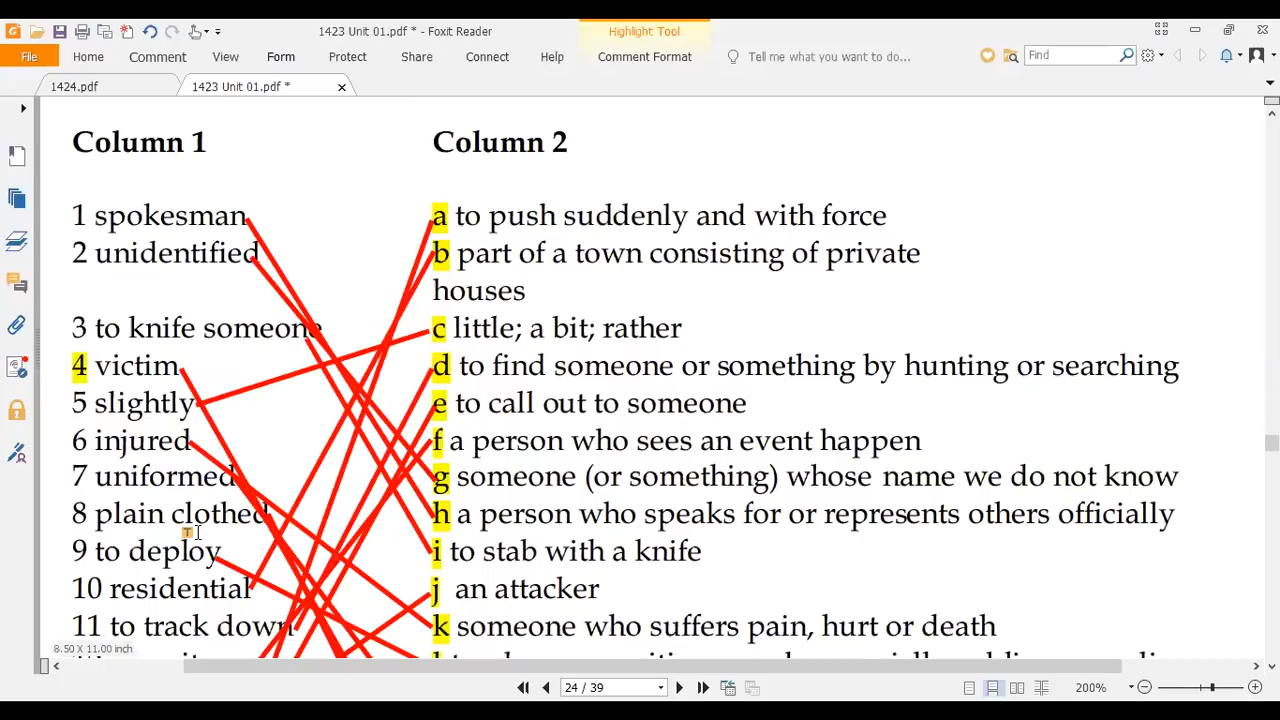 1423 Unit 01.pdf * - Foxit Reader
Highlight Tool
File Home Comment View Form Protect Share Connect Help Comment Format Tell me what you want to do... Find
1424.pdf 1423 Unit 01.pdf *
Column 1 Column 2
1 spokesman a to push suddenly and with force
2 unidentified b part of a town consisting of private
houses
3 to knife someone c little; a bit; rather
4 victim d to find someone or something by hunting or searching
5 slightly e to call out to someone
6 injured f a person who sees an event happen
7 uniformed g someone (or something) whose name we do not know
8 plain clothed h a person who speaks for or represents others officially
9 to deploy i to stab with a knife
10 residential j an attacker
11 to track down k someone who suffers pain, hurt or death
8.50 X 11.00 inch
24 / 39 200%